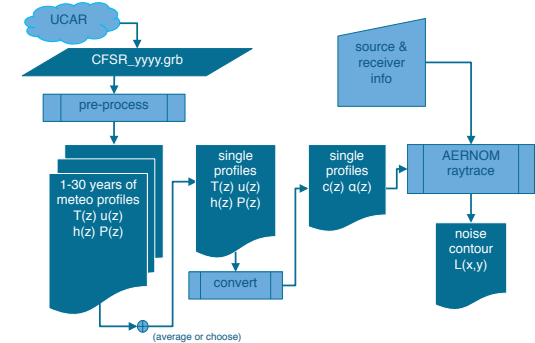 UCAR
CFSR_yyyy.grb
pre-process
1-30 years of
meteo profiles
T(z) u(z)
h(z) P(z)
(average or choose)
single
profiles
T(z) u(z)
h(z) P(z)
convert
single
profiles
c(z) α(z)
source &
receiver
info
AERNOM
raytrace
noise
contour
L(x,y)